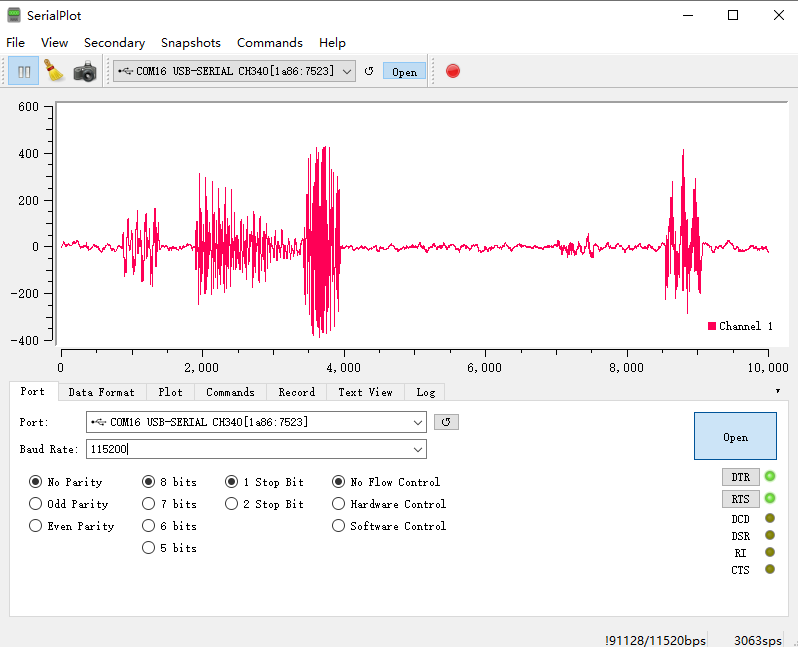 SerialPlot
File View Secondary Snapshots Commands Help
COM16 USB-SERIAL CH340[1a86:7523] Open
600
400
200
0
-200
-400
Channel 1
0 2,000 4,000 6,000 8,000 10,000
Port Data Format Plot Commands Record Text View Log
Port: COM16 USB-SERIAL CH340[1a86:7523] Open
Baud Rate: 115200
No Parity 8 bits 1 Stop Bit No Flow Control DTR
Odd Parity 7 bits 2 Stop Bit Hardware Control RTS
Even Parity 6 bits Software Control DCD
DSR
5 bits RI
CTS
!91128/11520bps 3063sps